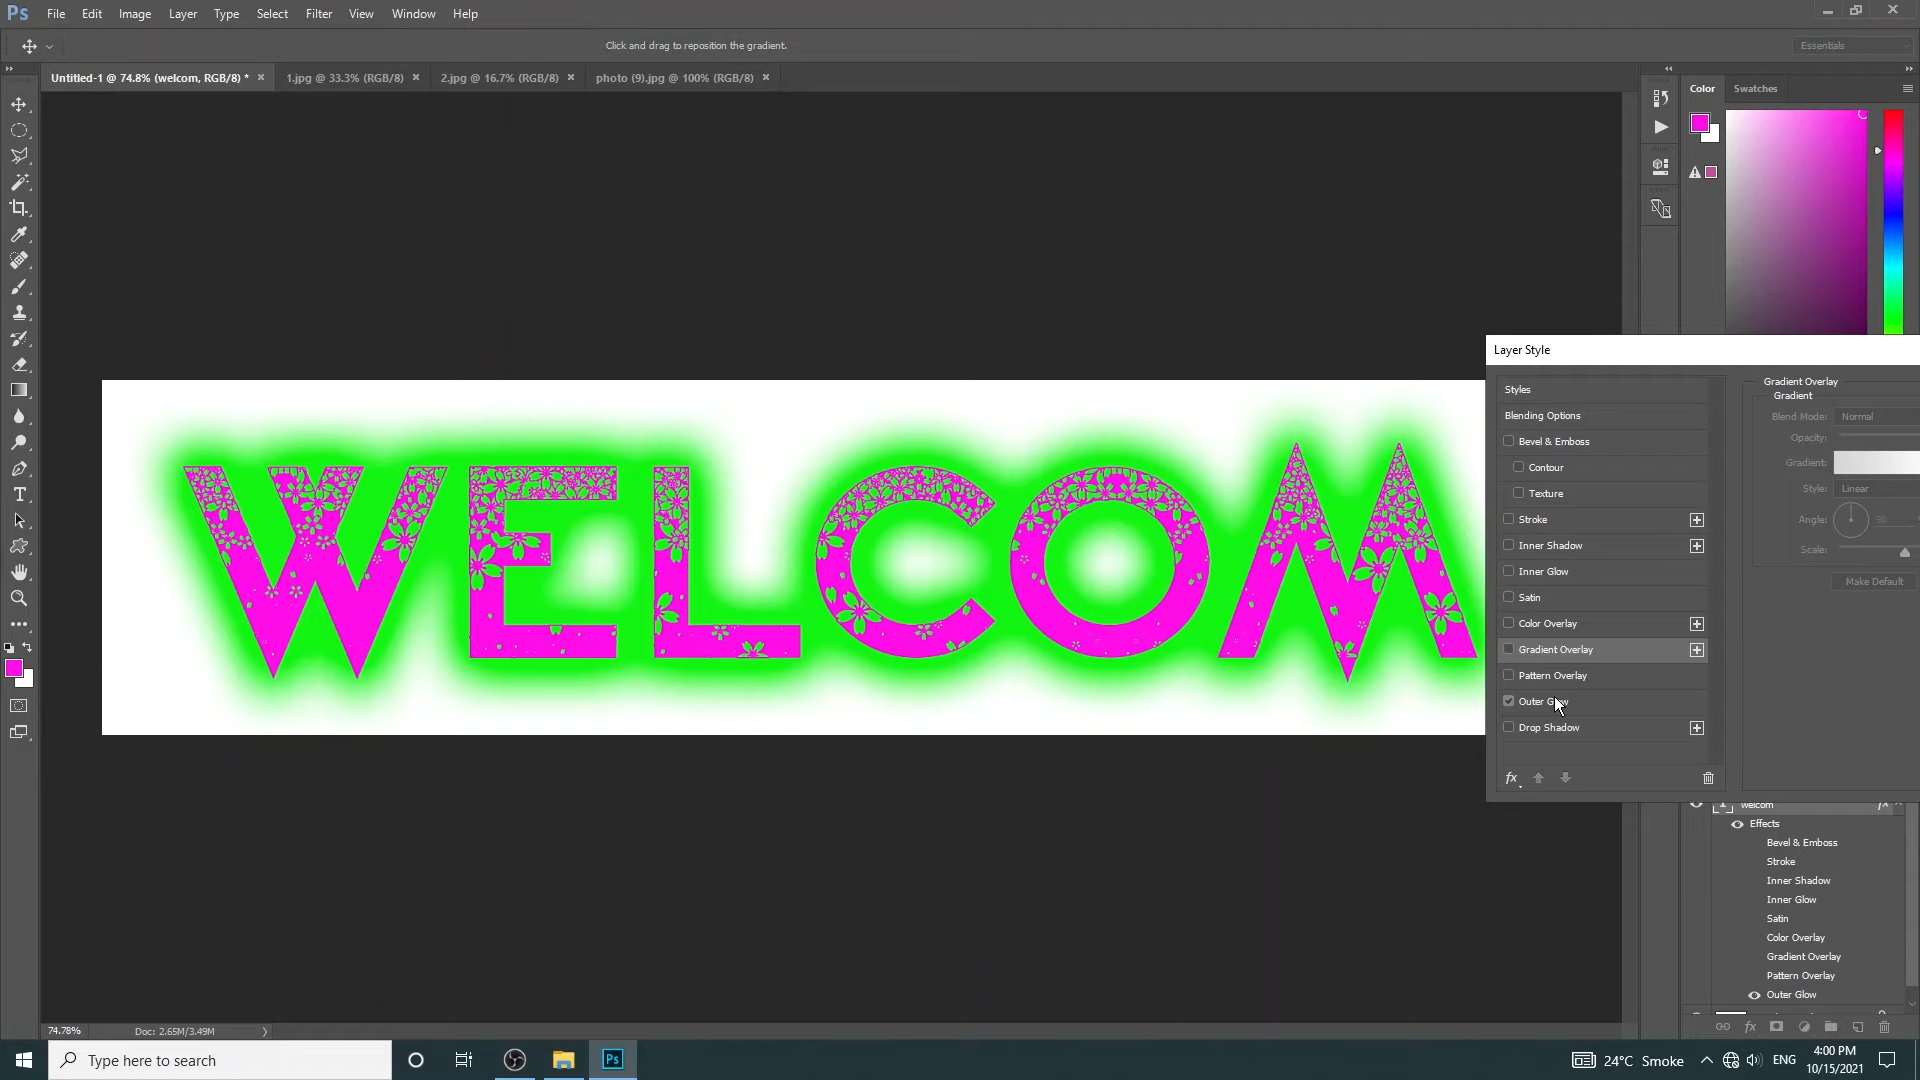 Ps File Edit Image Layer Type Select Filter View Window Help
Click and drag to reposition the gradient.
Essentials
Untitled-1 @ 74.8% (welcom, RGB/8) * ×
1.jpg @ 33.3% (RGB/8) ×
2.jpg @ 16.7% (RGB/8) ×
photo (9).jpg @ 100% (RGB/8) ×
Color Swatches
WELCOM
Layer Style
Styles
Blending Options
Bevel & Emboss
Contour
Texture
Stroke
Inner Shadow
Inner Glow
Satin
Color Overlay
Gradient Overlay
Pattern Overlay
Outer Glow
Drop Shadow
fx
Gradient Overlay
Gradient
Blend Mode: Normal
Opacity:
Gradient:
Style: Linear
Angle: 90
Scale:
Make Default
welcom fx
Effects
Bevel & Emboss
Stroke
Inner Shadow
Inner Glow
Satin
Color Overlay
Gradient Overlay
Pattern Overlay
Outer Glow
fx
74.78% Doc: 2.65M/3.49M
Type here to search
Ps
24°C Smoke
ENG
4:00 PM
10/15/2021